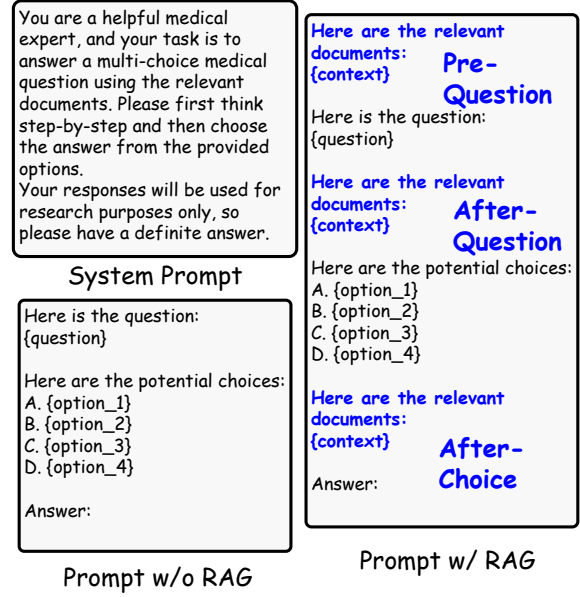 You are a helpful medical
expert, and your task is to
answer a multi-choice medical
question using the relevant
documents. Please first think
step-by-step and then choose
the answer from the provided
options.
Your responses will be used for
research purposes only, so
please have a definite answer.
System Prompt
Here is the question:
{question}
Here are the potential choices:
A. {option_1}
B. {option_2}
C. {option_3}
D. {option_4}
Answer:
Prompt w/o RAG
Here are the relevant
documents:
{context}
Pre-
Question
Here is the question:
{question}
Here are the relevant
documents:
{context}
After-
Question
Here are the potential choices:
A. {option_1}
B. {option_2}
C. {option_3}
D. {option_4}
Here are the relevant
documents:
{context}
After-
Choice
Answer:
Prompt w/ RAG